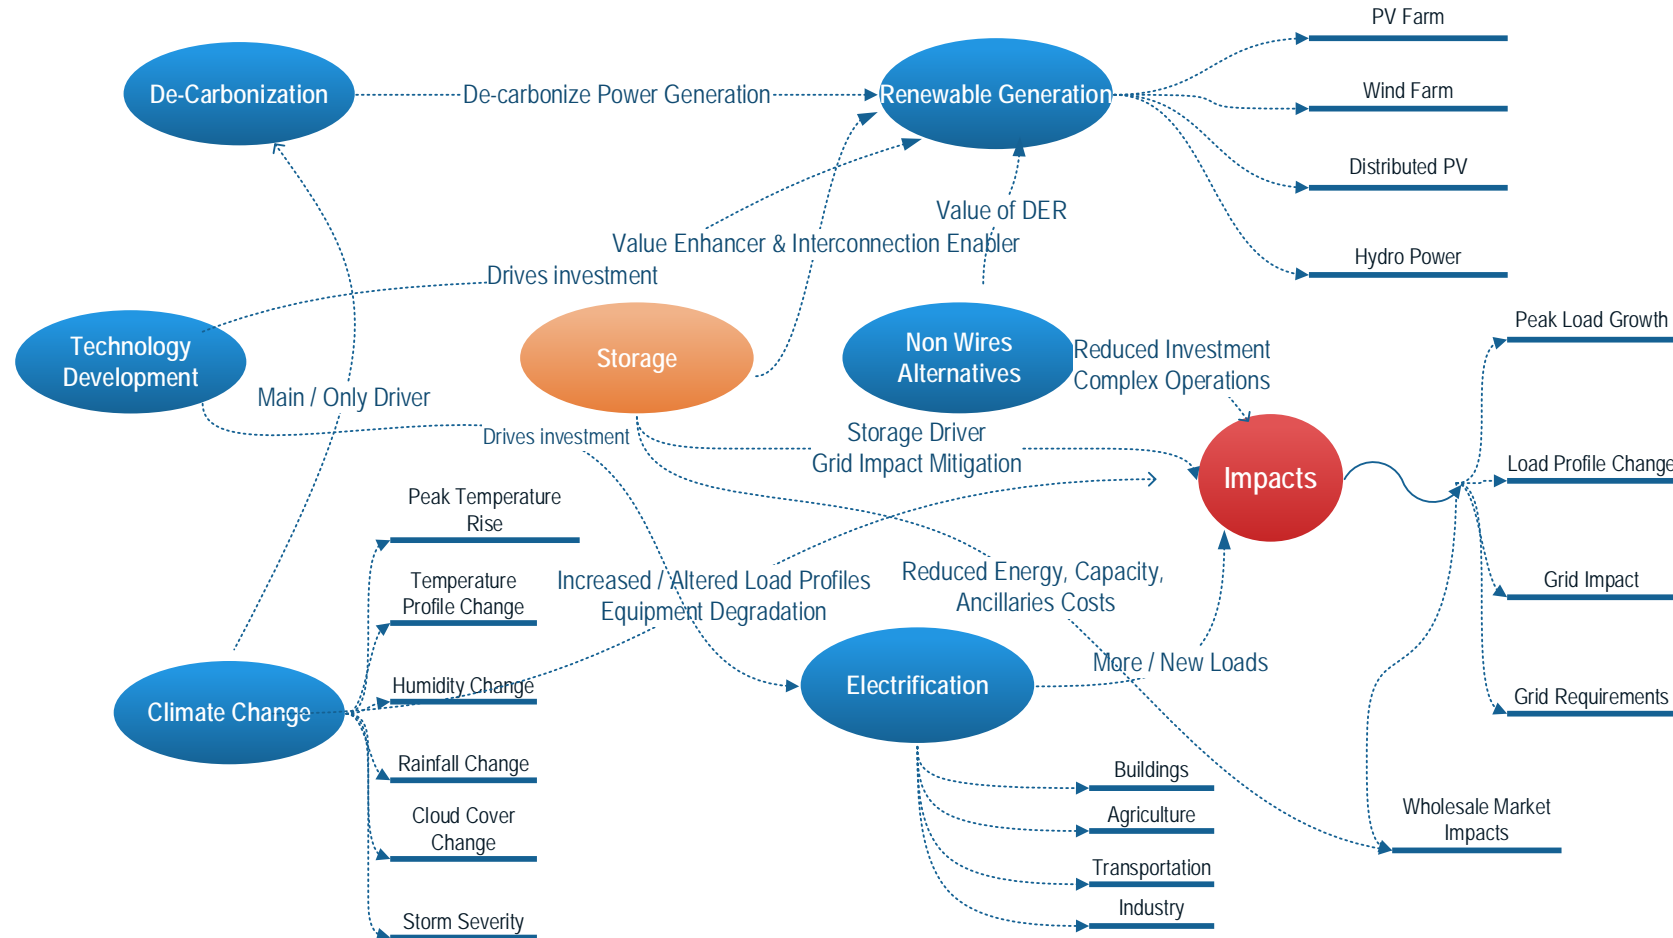 PV Farm
De-Carbonization
De-carbonize Power Generation
Renewable Generation
Wind Farm
Distributed PV
Value of DER
Value Enhancer & Interconnection Enabler
Hydro Power
Drives investment
Technology
Development
Storage
Non Wires
Alternatives
Reduced Investment
Complex Operations
Peak Load Growth
Main / Only Driver
Drives investment
Storage Driver
Grid Impact Mitigation
Impacts
Load Profile Change
Peak Temperature
Rise
Temperature
Profile Change
Increased / Altered Load Profiles
Equipment Degradation
Reduced Energy, Capacity,
Ancillaries Costs
Grid Impact
Humidity Change
Climate Change
Electrification
More / New Loads
Grid Requirements
Rainfall Change
Cloud Cover
Change
Storm Severity
Buildings
Agriculture
Transportation
Industry
Wholesale Market
Impacts